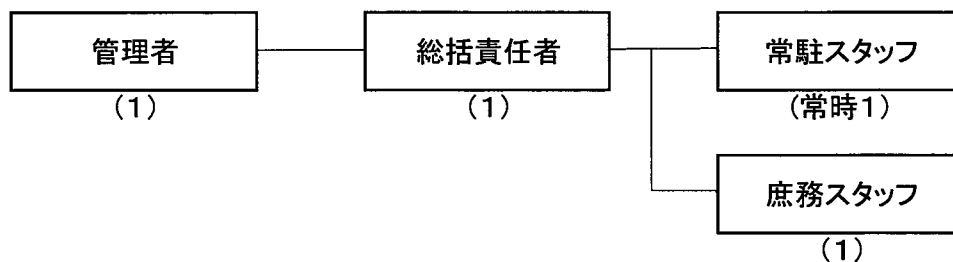 管理者
(1)
総括責任者
(1)
常駐スタッフ
(常時1)
庶務スタッフ
(1)